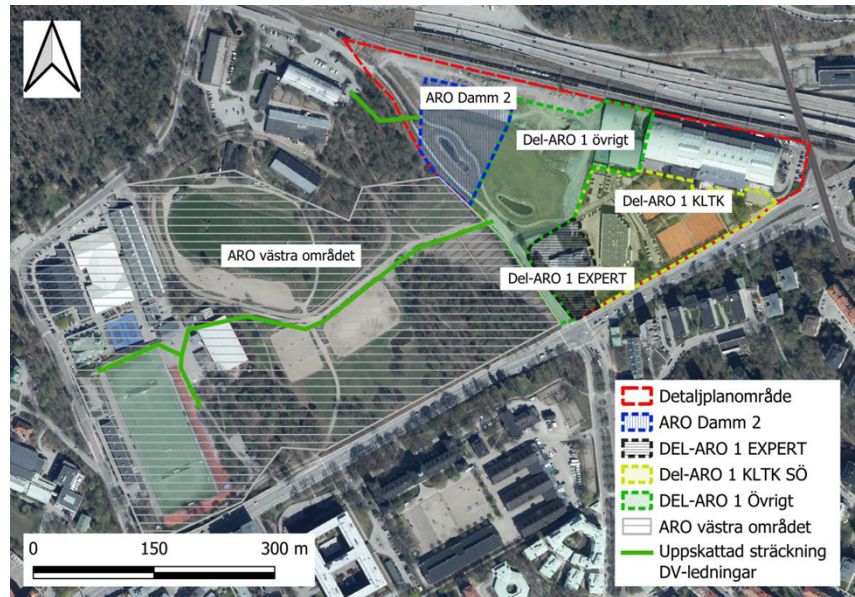 ARO Damm 2
Del-ARO 1 övrigt
Del-ARO 1 KLTK
ARO västra området
Del-ARO 1 EXPERT
Detaljplanområde
ARO Damm 2
DEL-ARO 1 EXPERT
Del-ARO 1 KLTK SÖ
DEL-ARO 1 Övrigt
ARO västra området
Uppskattad sträckning
DV-ledningar
0 150 300 m